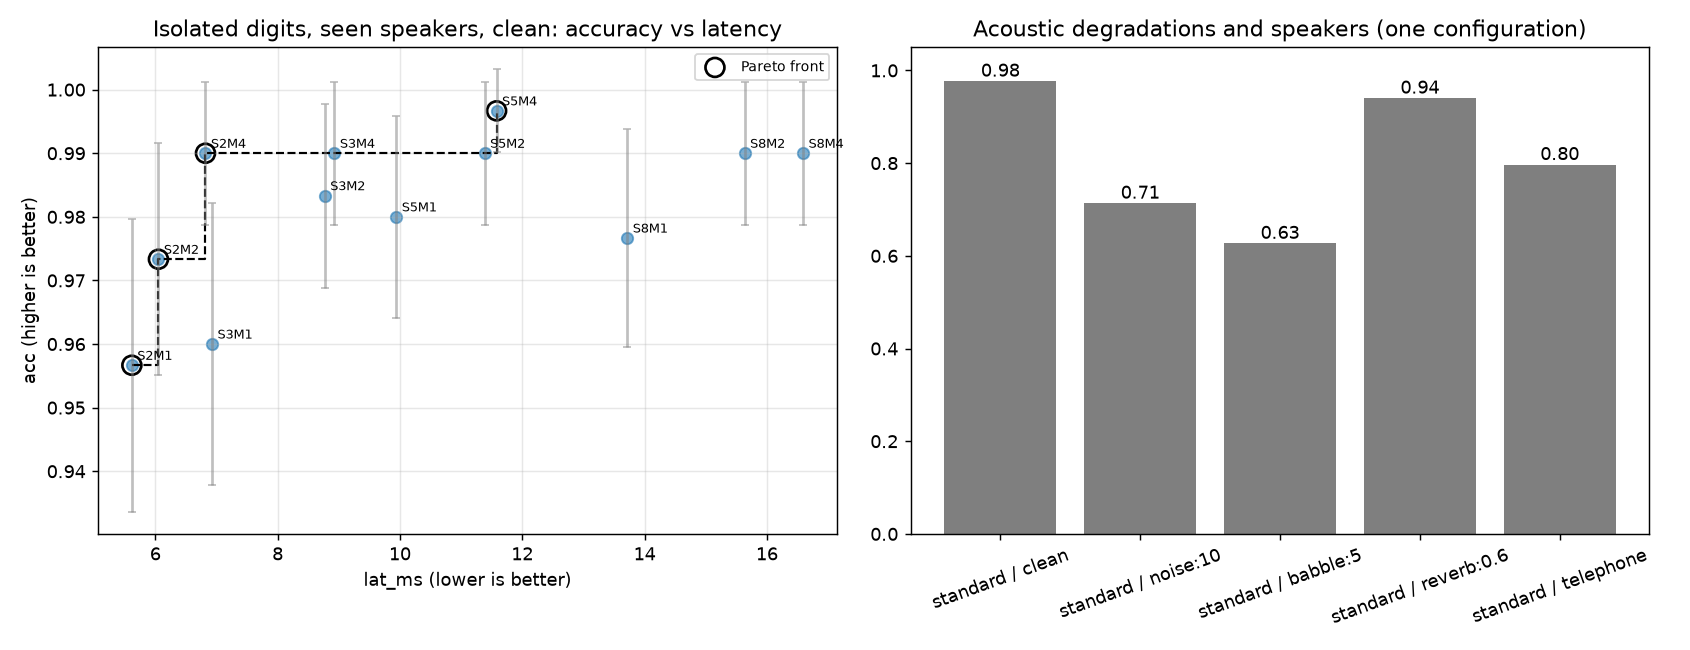 Isolated digits, seen speakers, clean: accuracy vs latency
acc (higher is better)
1.00
0.99
0.98
0.97
0.96
0.95
0.94
Pareto front
S5M4
S2M4
S3M4
S5M2
S8M2
S8M4
S3M2
S5M1
S8M1
S2M2
S3M1
S2M1
6
8
10
12
14
16
lat_ms (lower is better)
Acoustic degradations and speakers (one configuration)
1.0
0.8
0.6
0.4
0.2
0.0
0.98
0.71
0.63
0.94
0.80
standard / clean
standard / noise:10
standard / babble:5
standard / reverb:0.6
standard / telephone